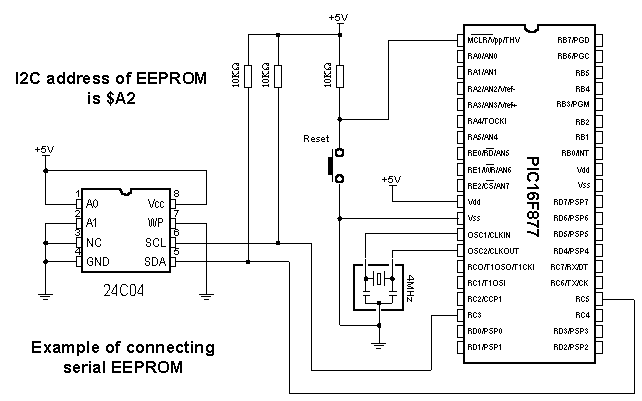 +5V
I2C address of EEPROM
is $A2
10KΩ
10KΩ
10KΩ
Reset
+5V
+5V
1 A0
2 A1
3 NC
4 GND
Vcc 8
WP 7
SCL 6
SDA 5
24C04
4MHz
Example of connecting
serial EEPROM
PIC16F877
MCLR/Vpp/THV
RA0/AN0
RA1/AN1
RA2/AN2/Vref-
RA3/AN3/Vref+
RA4/TOCKI
RA5/AN4
RE0/RD/AN5
RE1/WR/AN6
RE2/CS/AN7
Vdd
Vss
OSC1/CLKIN
OSC2/CLKOUT
RCO/T1OSO/T1CKI
RC1/T1OSI
RC2/CCP1
RC3
RD0/PSP0
RD1/PSP1
RB7/PGD
RB6/PGC
RB5
RB4
RB3/PGM
RB2
RB1
RB0/INT
Vdd
Vss
RD7/PSP7
RD6/PSP6
RD5/PSP5
RD4/PSP4
RC7/RX/DT
RC6/TX/CK
RC5
RC4
RD3/PSP3
RD2/PSP2